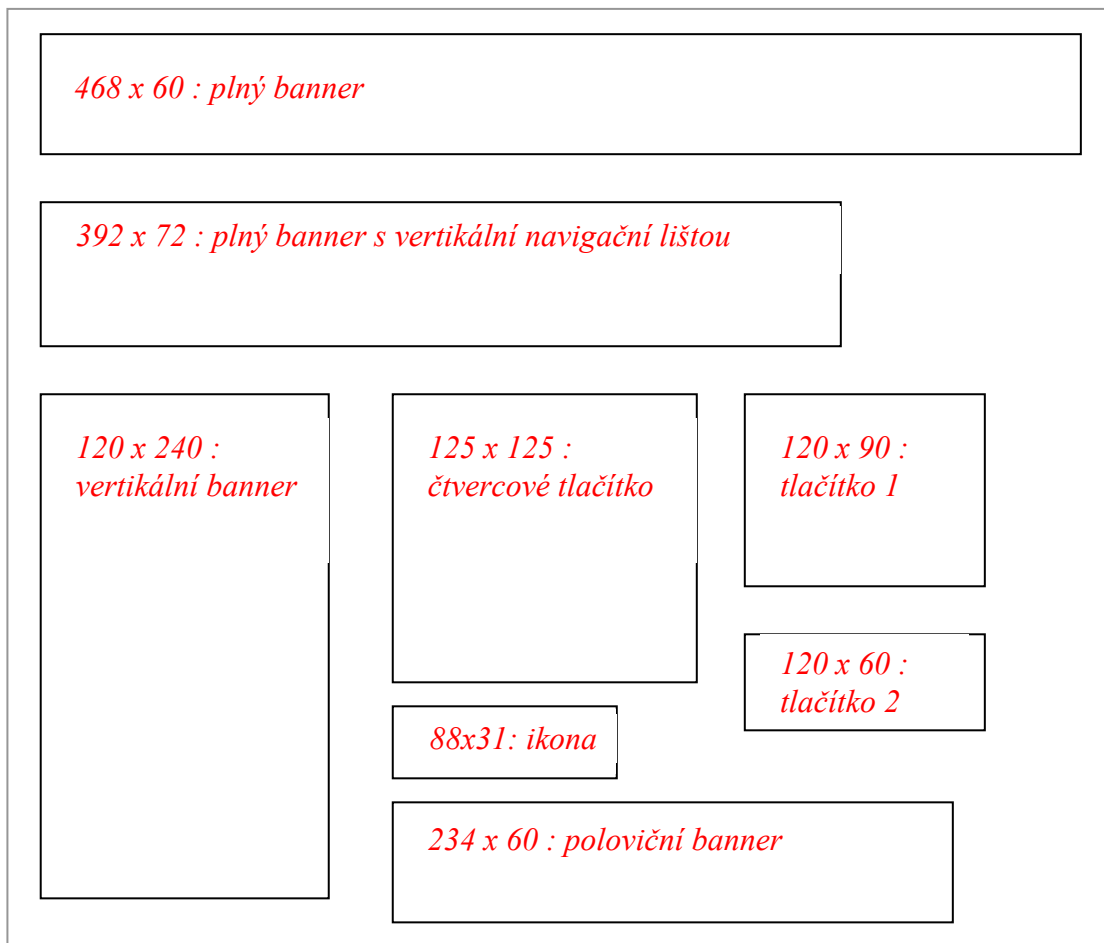 468 x 60 : plný banner
392 x 72 : plný banner s vertikální navigační lištou
120 x 240 :
vertikální banner
125 x 125 :
čtvercové tlačítko
120 x 90 :
tlačítko 1
120 x 60 :
tlačítko 2
88x31: ikona
234 x 60 : poloviční banner